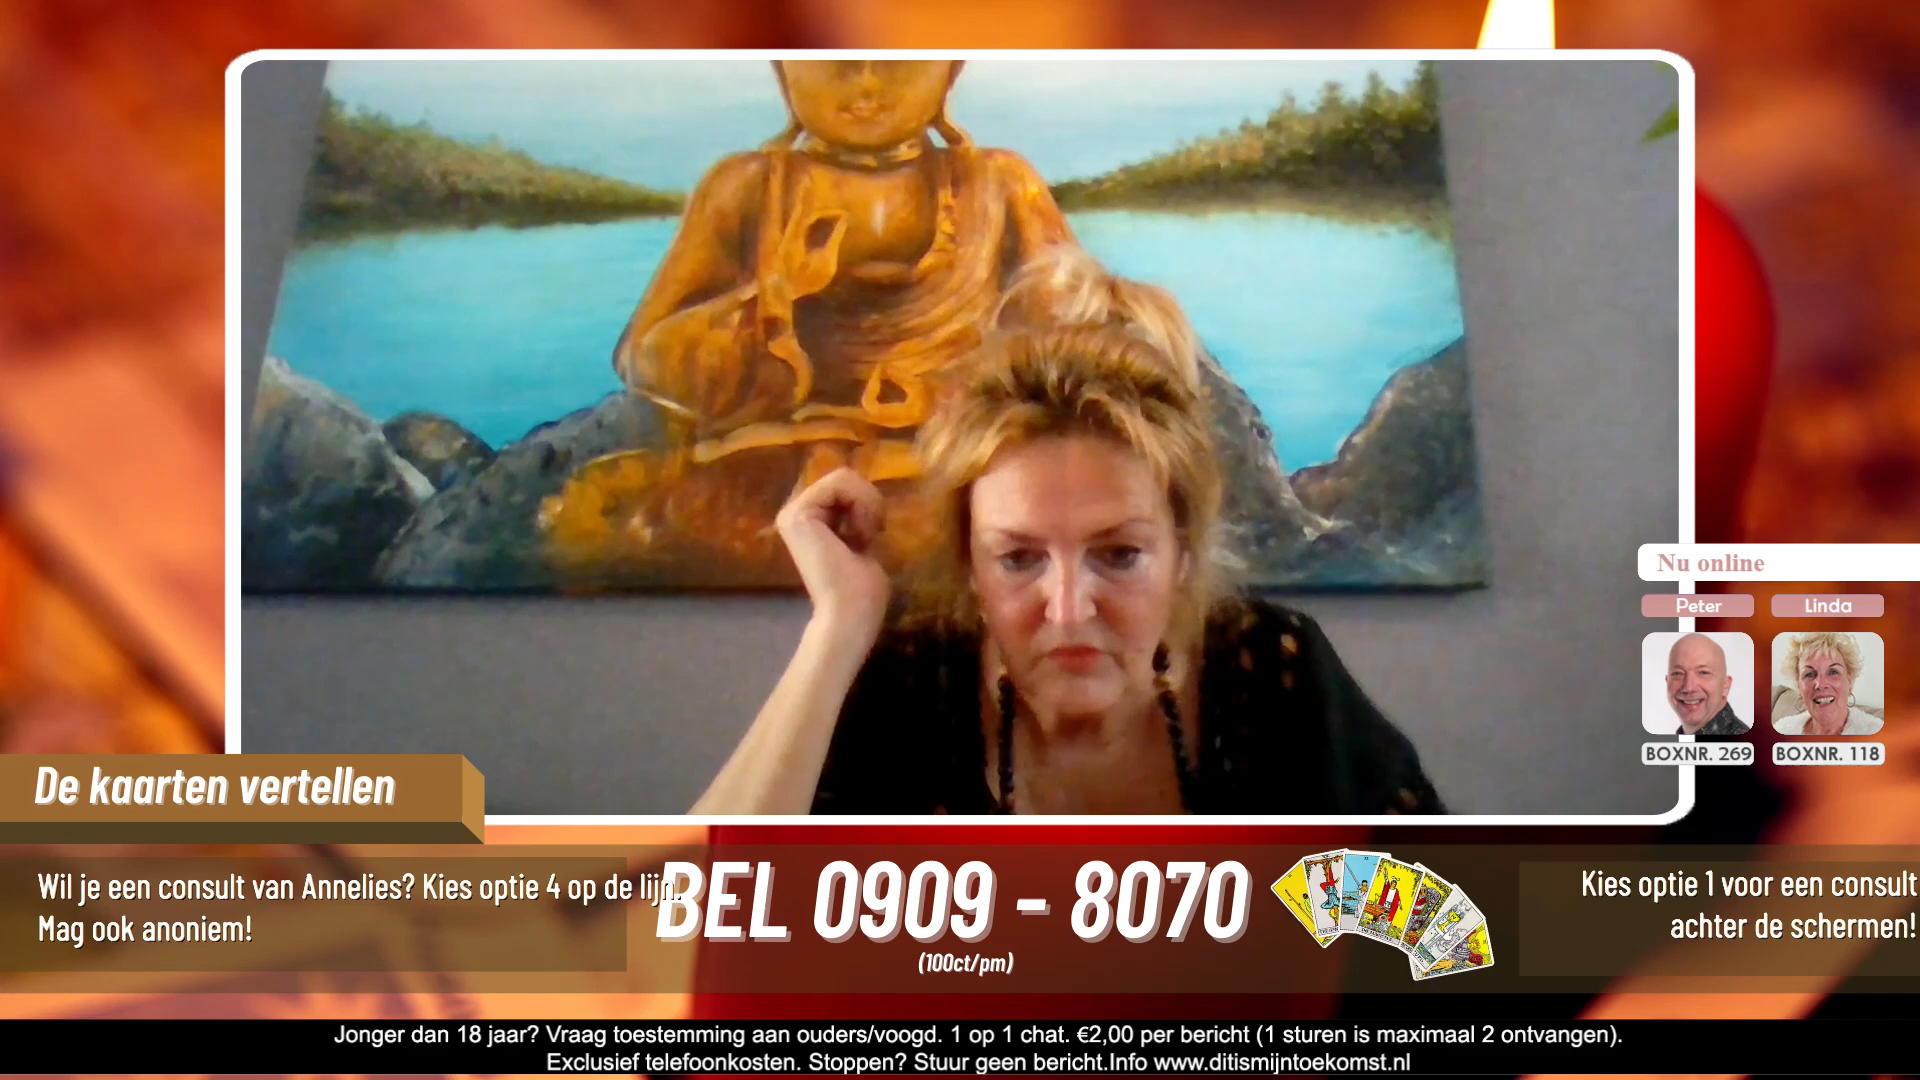 Nu online
Peter
Linda
BOXNR. 269
BOXNR. 118
De kaarten vertellen
Wil je een consult van Annelies? Kies optie 4 op de lijn.
Mag ook anoniem!
BEL 0909 - 8070
(100ct/pm)
Kies optie 1 voor een consult
achter de schermen!
Jonger dan 18 jaar? Vraag toestemming aan ouders/voogd. 1 op 1 chat. €2,00 per bericht (1 sturen is maximaal 2 ontvangen).
Exclusief telefoonkosten. Stoppen? Stuur geen bericht.Info www.ditismijntoekomst.nl